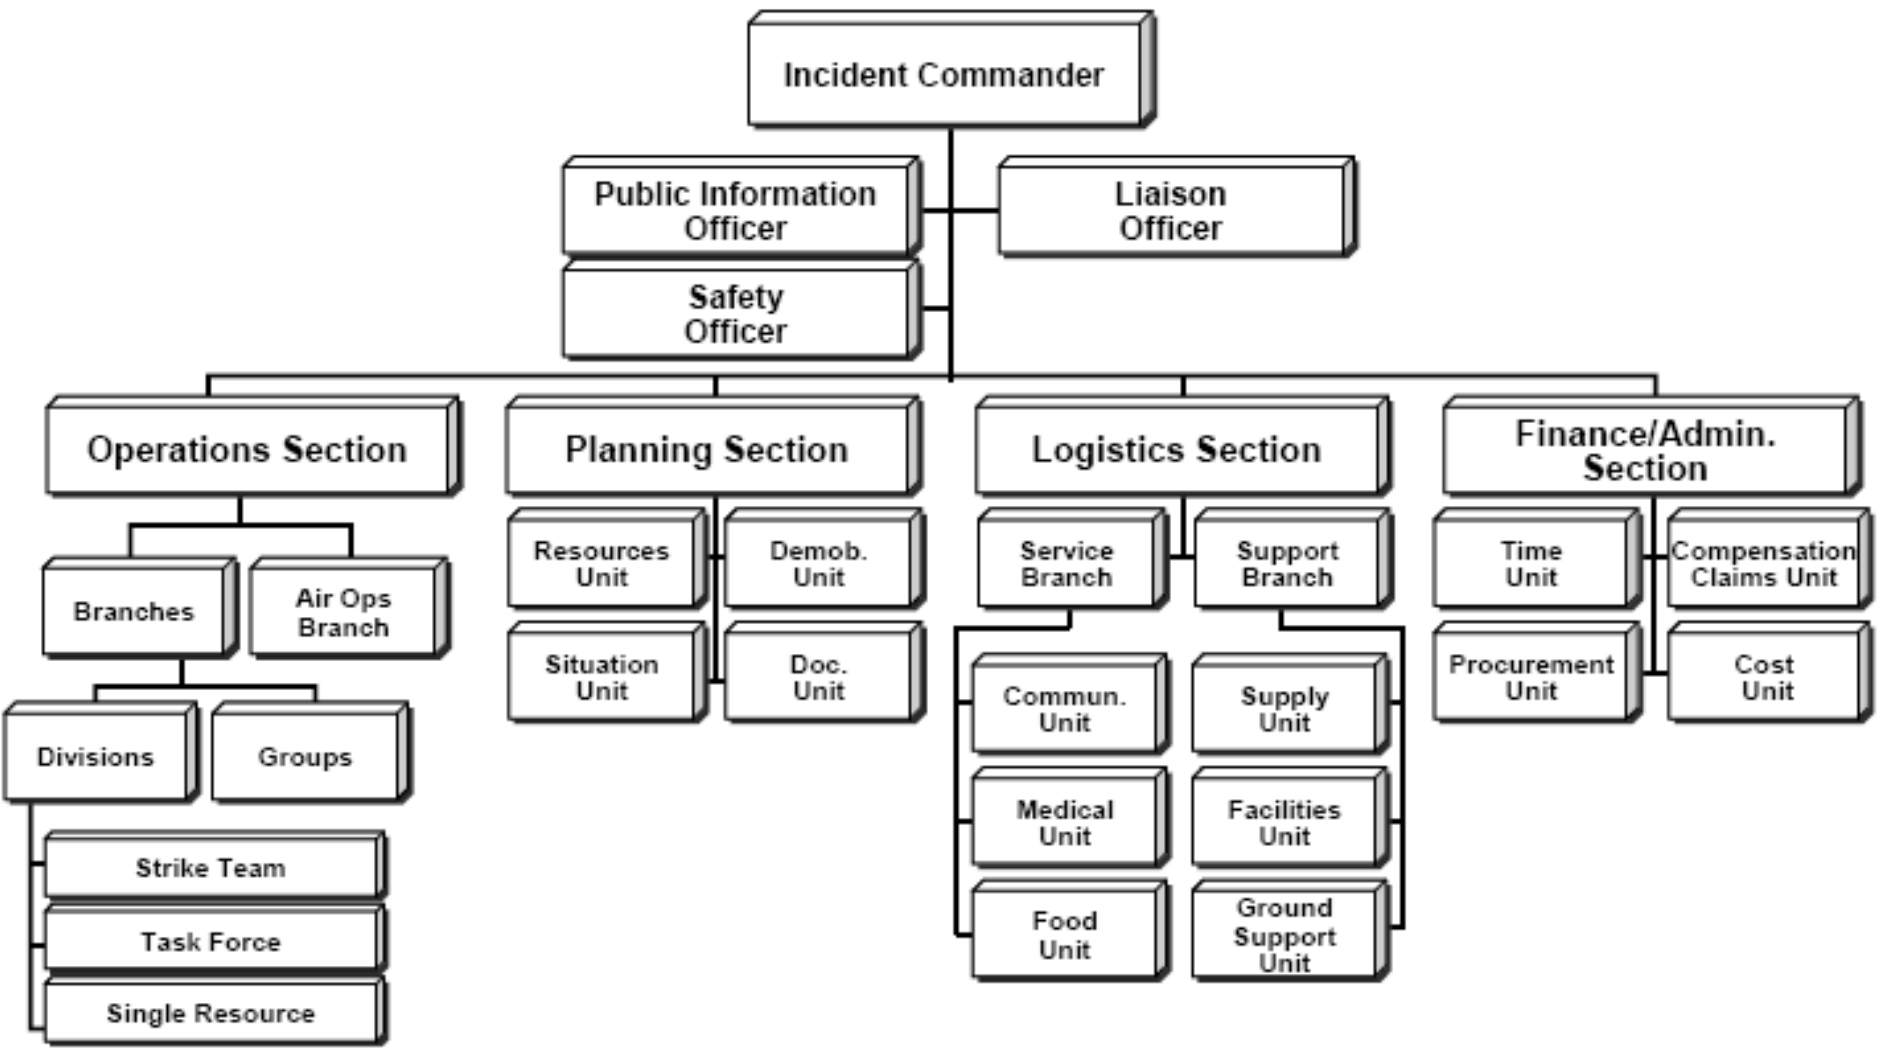 Incident Commander
Public Information
Officer
Liaison
Officer
Safety
Officer
Operations Section
Planning Section
Logistics Section
Finance/Admin.
Section
Branches
Air Ops
Branch
Divisions
Groups
Strike Team
Task Force
Single Resource
Resources
Unit
Demob.
Unit
Situation
Unit
Doc.
Unit
Service
Branch
Support
Branch
Commun.
Unit
Supply
Unit
Medical
Unit
Facilities
Unit
Food
Unit
Ground
Support
Unit
Time
Unit
Compensation
Claims Unit
Procurement
Unit
Cost
Unit